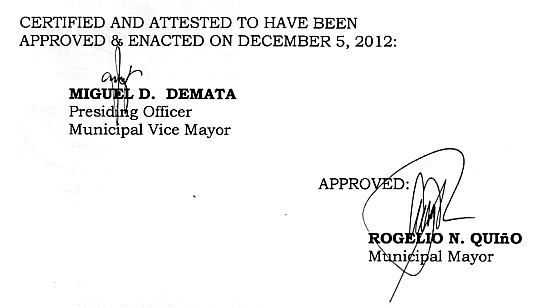 CERTIFIED AND ATTESTED TO HAVE BEEN
APPROVED & ENACTED ON DECEMBER 5, 2012:
MIGUEL D. DEMATA
Presiding Officer
Municipal Vice Mayor
APPROVED:
ROGELIO N. QUIñO
Municipal Mayor